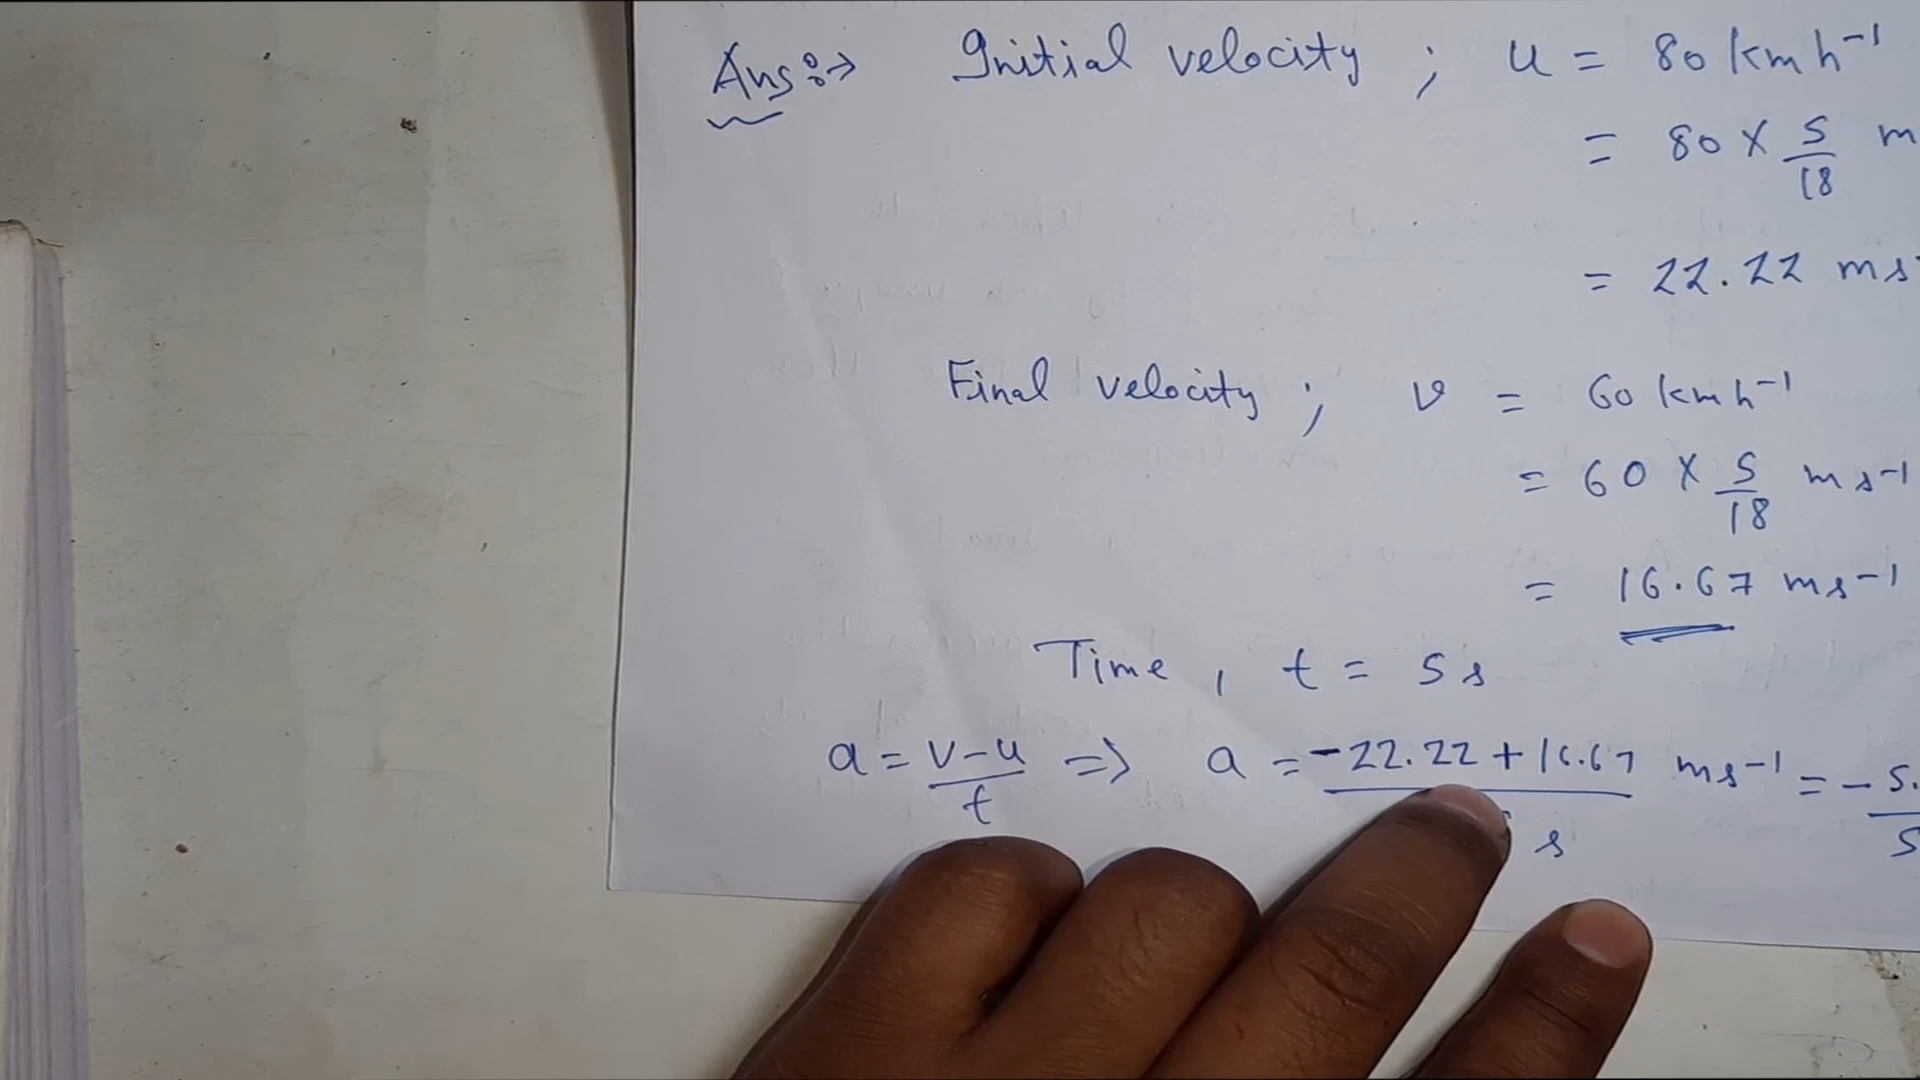 Ans:→ Initial velocity ; u = 80 km h⁻¹
= 80 × 5/18 m
= 22.22 ms
Final velocity ; v = 60 km h⁻¹
= 60 × 5/18 ms⁻¹
= 16.67 ms⁻¹
Time , t = 5 s
a = v-u/t => a = -22.22 + 16.67 / s ms⁻¹ = -5. / 5